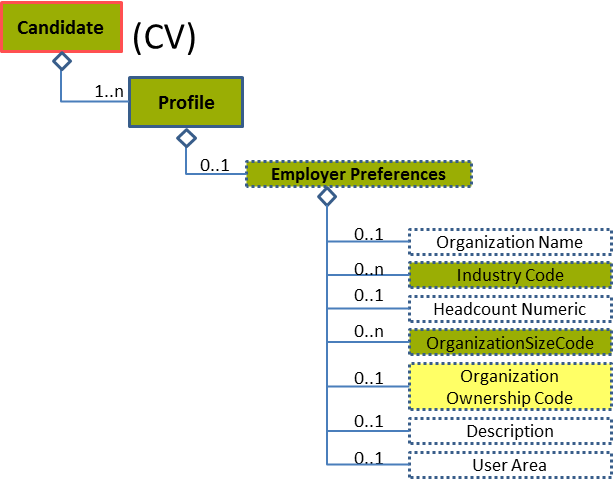 Candidate (CV)
1..n
Profile
0..1
Employer Preferences
0..1
Organization Name
0..n
Industry Code
0..1
Headcount Numeric
0..n
OrganizationSizeCode
0..1
Organization
Ownership Code
0..1
Description
0..1
User Area